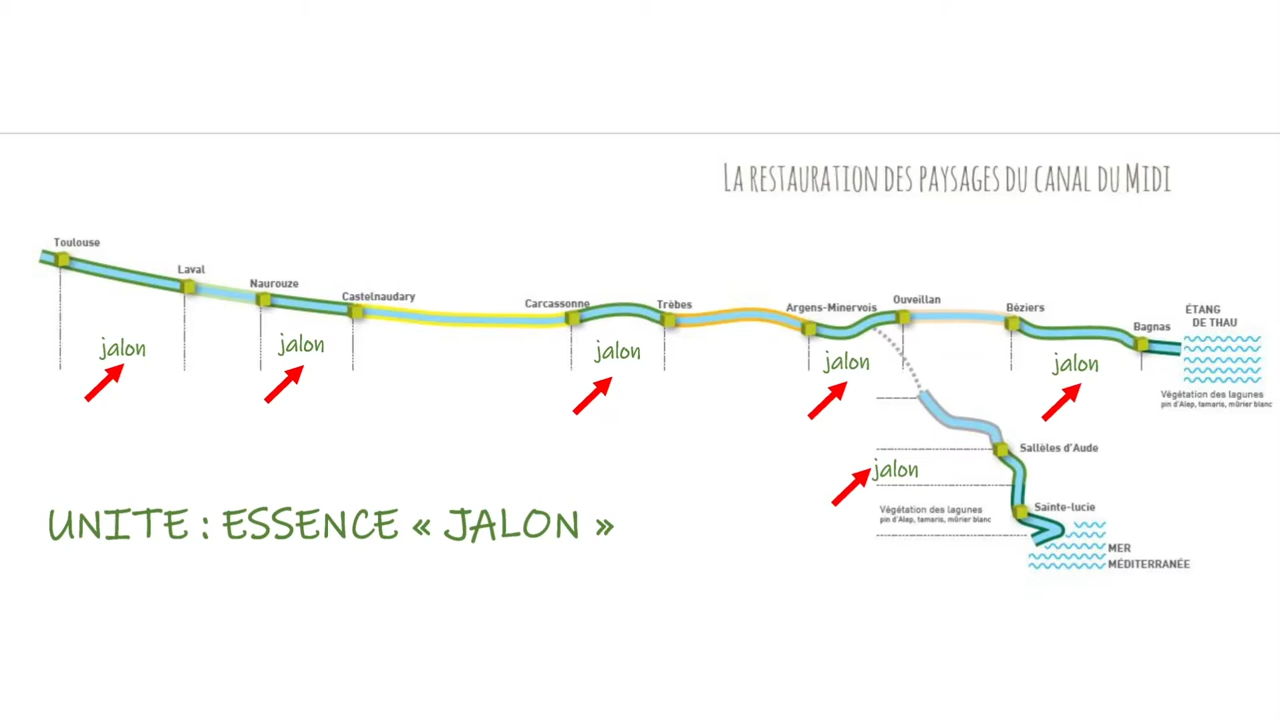 LA RESTAURATION DES PAYSAGES DU CANAL DU MIDI
Toulouse
Laval
Naurouze
Castelnaudary
Carcassonne
Trèbes
Argens-Minervois
Ouveillan
Béziers
Bagnas
ÉTANG
DE THAU
jalon
jalon
jalon
jalon
jalon
Végétation des lagunes
pin d'Alep, tamaris, mûrier blanc
Sallèles d'Aude
jalon
Sainte-lucie
Végétation des lagunes
pin d'Alep, tamaris, mûrier blanc
UNITE : ESSENCE « JALON »
MER
MÉDITERRANÉE